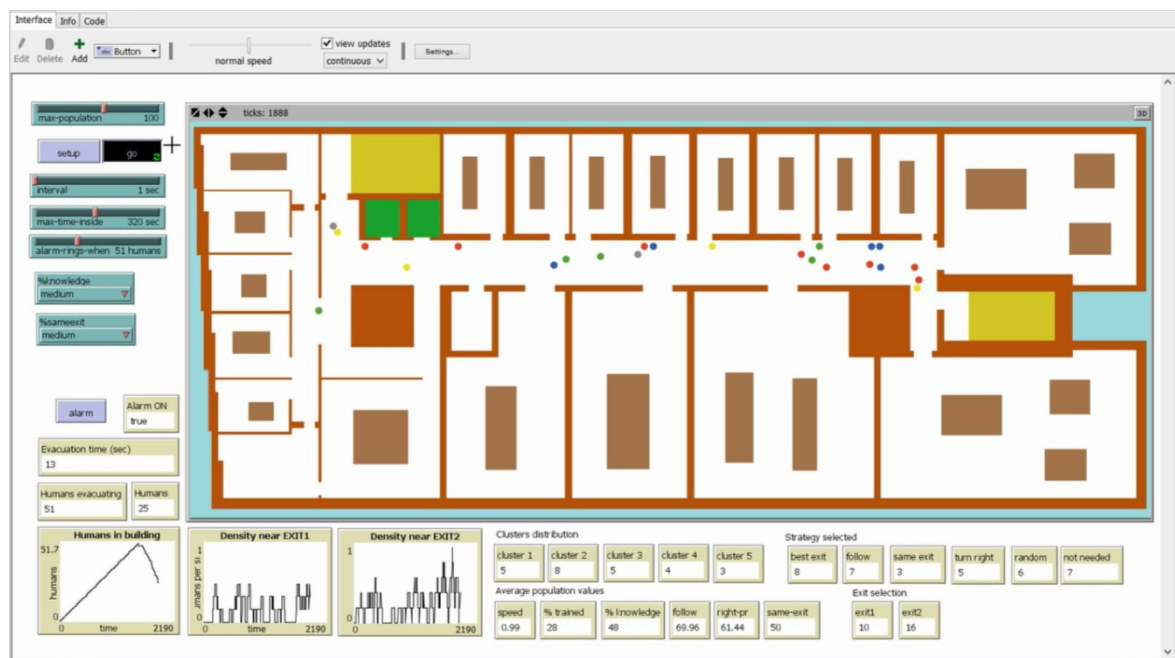 Interface Info Code
Edit Delete Add Button normal speed view updates continuous Settings...
max-population 100
ticks: 1888 3D
setup go
interval 1 sec
max-time-inside 320 sec
alarm-rings-when 51 humans
%knowledge
medium
%sameexit
medium
alarm
Alarm ON
true
Evacuation time (sec)
13
Humans evacuating Humans
51 25
Humans in building
51.7
humans
0
0 time 2190
Density near EXIT1
1
0
0 time 2190
Density near EXIT2
1
0
0 2190
Clusters distribution
cluster 1 cluster 2 cluster 3 cluster 4 cluster 5
5 8 5 4 3
Average population values
speed % trained % knowledge follow right-pr same-exit
0.99 28 48 69.96 61.44 50
Strategy selected
best exit follow same exit turn right random not needed
8 7 3 5 6 7
Exit selection
exit1 exit2
10 16